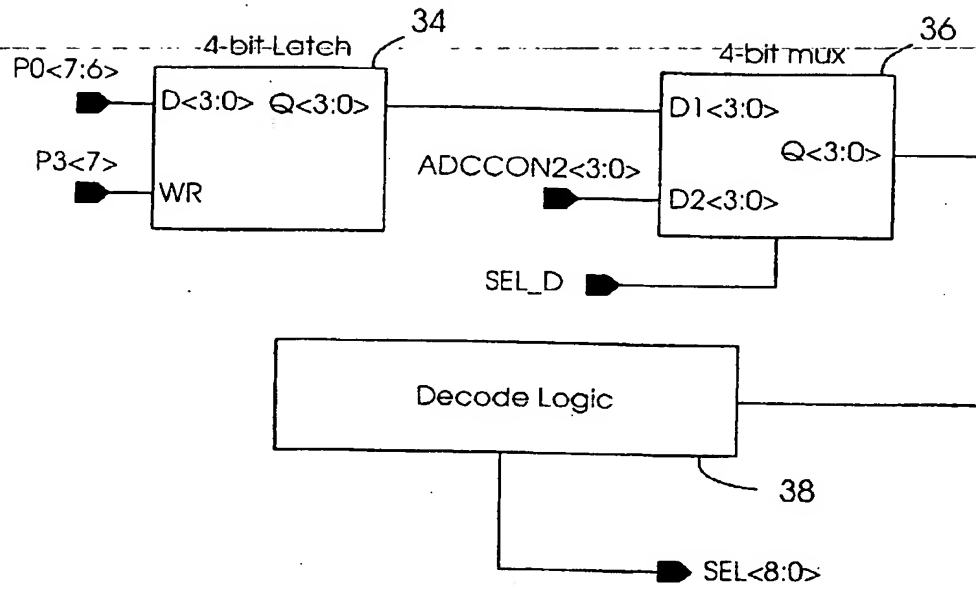 34
36
4-bit Latch
4-bit mux
P0<7:6>
D<3:0> Q<3:0>
D1<3:0>
Q<3:0>
P3<7>
WR
ADCCON2<3:0>
D2<3:0>
SEL_D
Decode Logic
38
SEL<8:0>